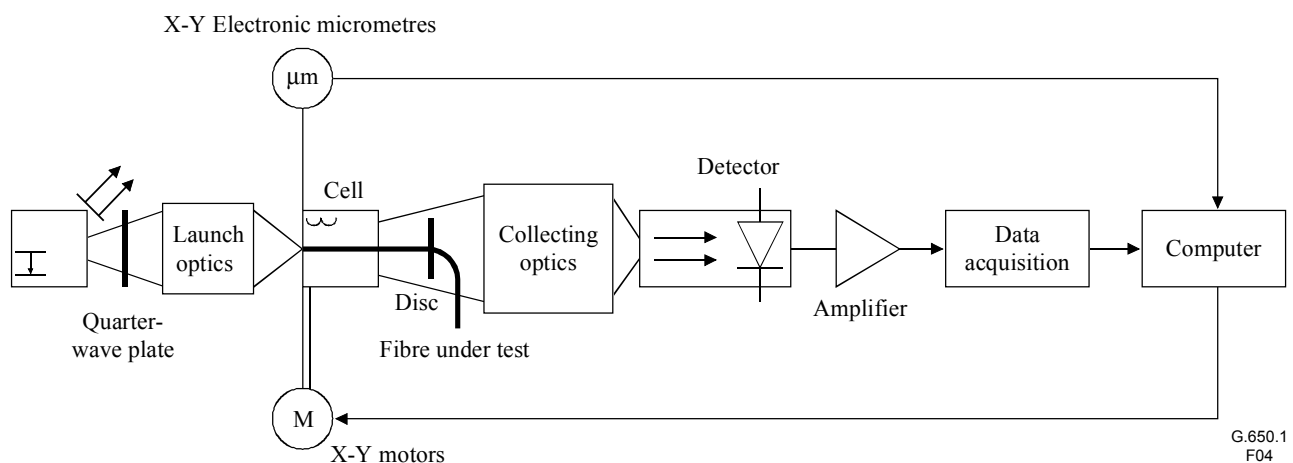 X-Y Electronic micrometres
μm
Detector
Cell
Launch
optics
Collecting
optics
Data
acquisition
Computer
Disc
Amplifier
Quarter-
wave plate
Fibre under test
M
X-Y motors
G.650.1
F04